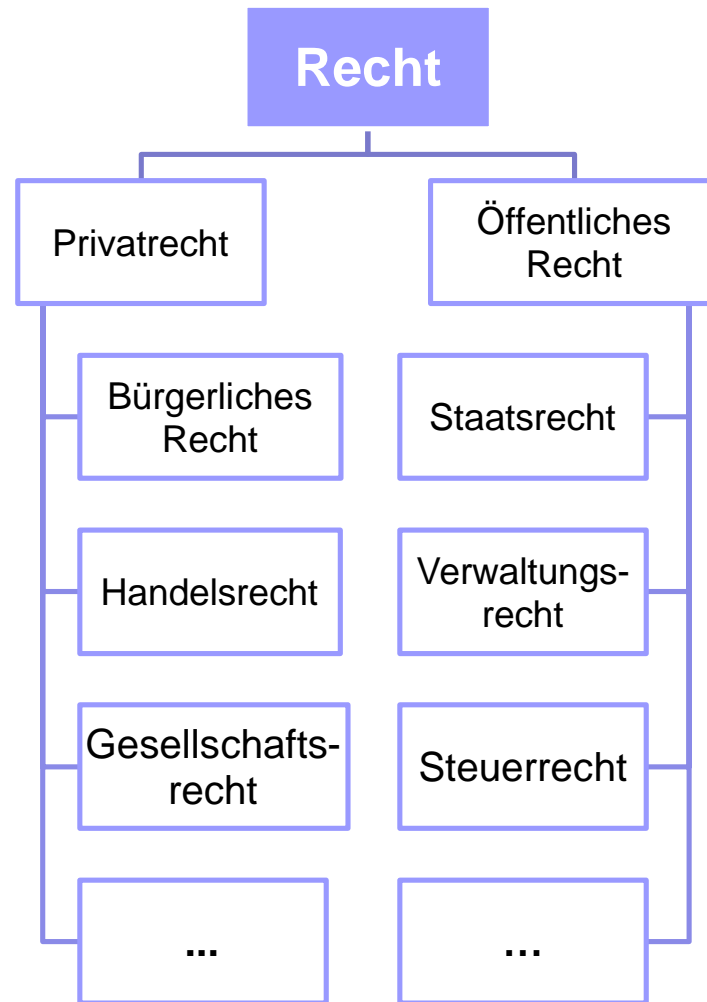 Recht
Privatrecht
Öffentliches
Recht
Bürgerliches
Recht
Staatsrecht
Handelsrecht
Verwaltungs-
recht
Gesellschafts-
recht
Steuerrecht
...
…